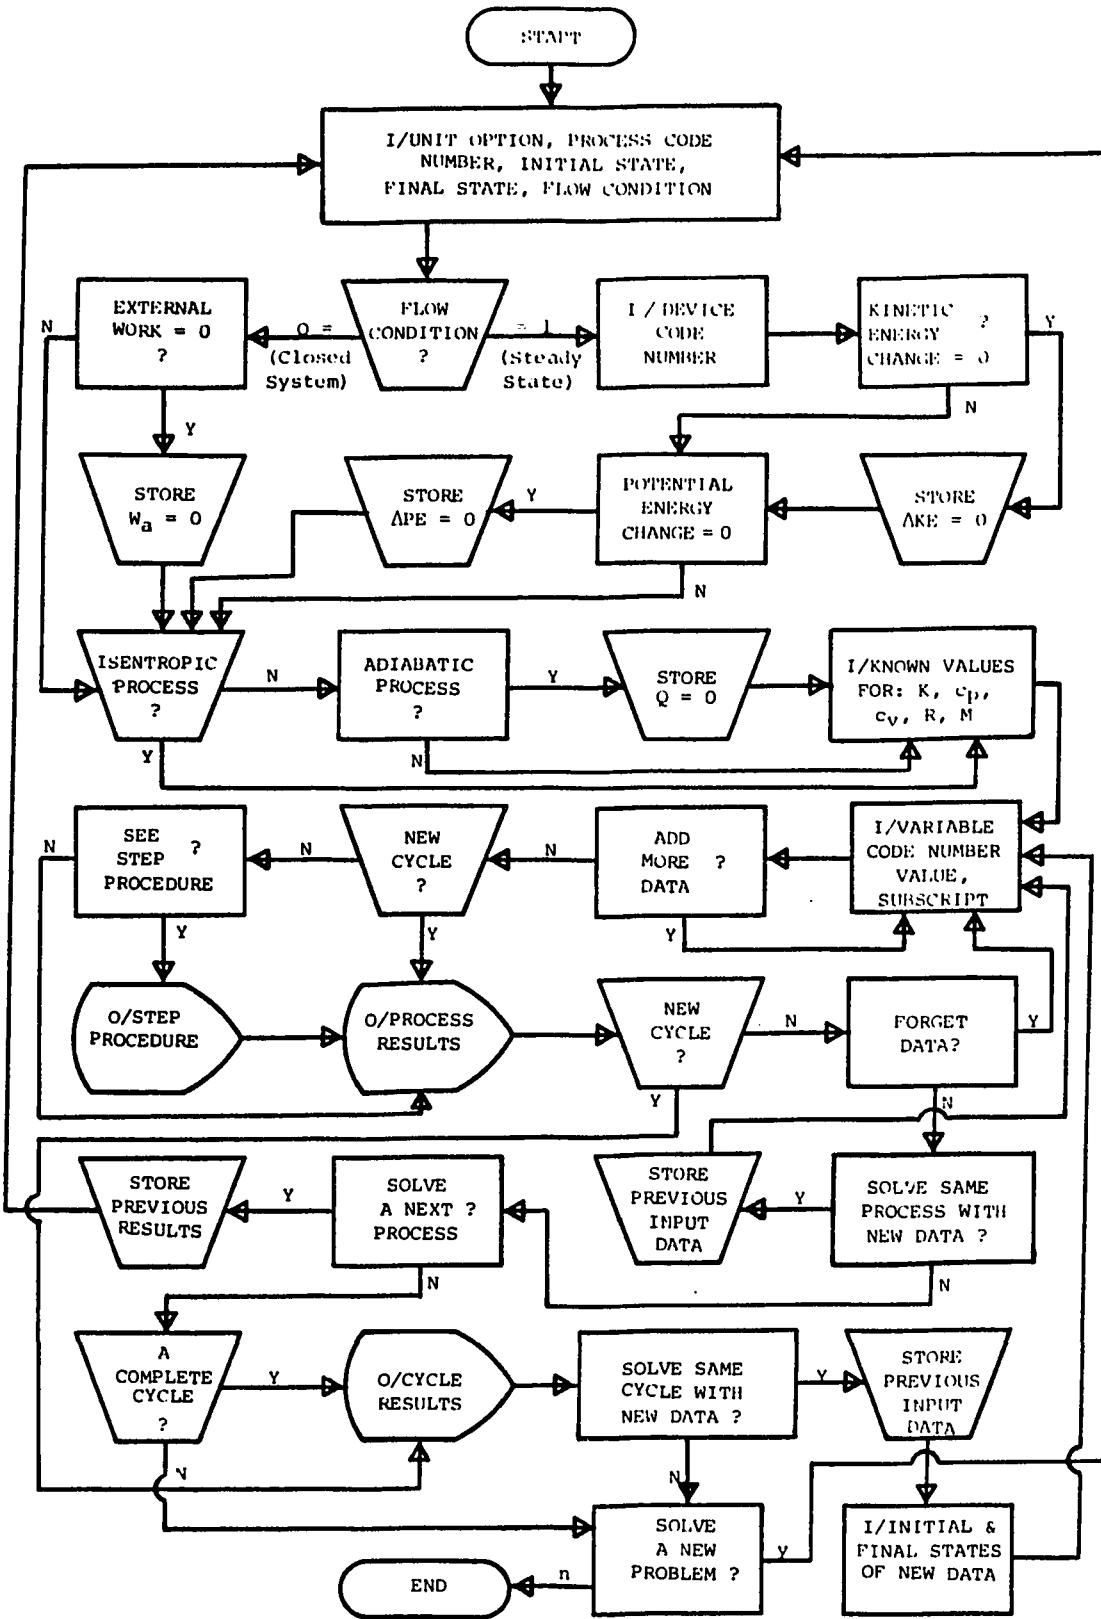 START
I/UNIT OPTION, PROCESS CODE
NUMBER, INITIAL STATE,
FINAL STATE, FLOW CONDITION
EXTERNAL
WORK = 0
?
N
Y
0 =
(Closed
System)
FLOW
CONDITION
?
= 1
(Steady
State)
I / DEVICE
CODE
NUMBER
KINETIC ?
ENERGY
CHANGE = 0
Y
N
STORE
Wa = 0
STORE
ΔPE = 0
Y
POTENTIAL
ENERGY
CHANGE = 0
N
STORE
ΔKE = 0
ISENTROPIC
PROCESS
?
N
Y
ADIABATIC
PROCESS
?
Y
N
STORE
Q = 0
I/KNOWN VALUES
FOR: K, cp,
cv, R, M
SEE
STEP ?
PROCEDURE
N
Y
N
NEW
CYCLE
?
Y
N
ADD
MORE ?
DATA
Y
I/VARIABLE
CODE NUMBER
VALUE,
SUBSCRIPT
O/STEP
PROCEDURE
O/PROCESS
RESULTS
NEW
CYCLE
?
N
Y
FORGET
DATA?
Y
N
STORE
PREVIOUS
RESULTS
Y
SOLVE
A NEXT ?
PROCESS
N
STORE
PREVIOUS
INPUT
DATA
Y
SOLVE SAME
PROCESS WITH
NEW DATA ?
N
A
COMPLETE
CYCLE
?
Y
N
O/CYCLE
RESULTS
SOLVE SAME
CYCLE WITH
NEW DATA ?
Y
N
STORE
PREVIOUS
INPUT
DATA
SOLVE
A NEW
PROBLEM ?
Y
n
END
I/INITIAL &
FINAL STATES
OF NEW DATA